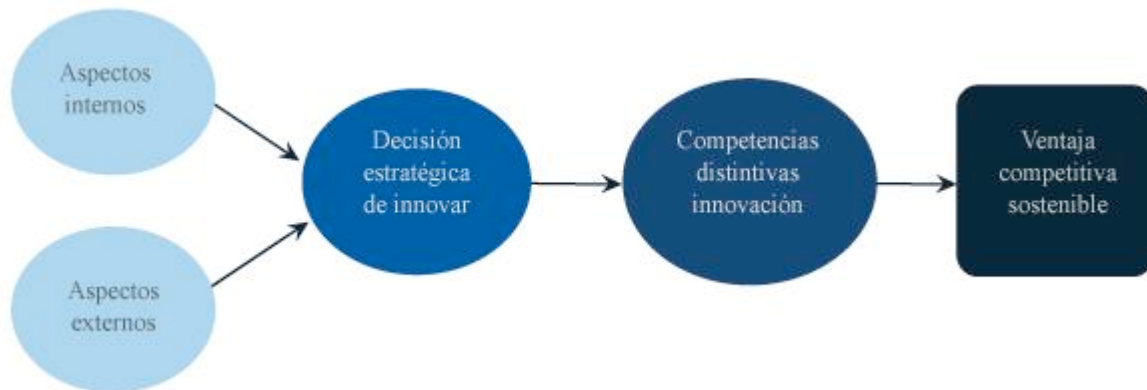 Aspectos
internos
Aspectos
externos
Decisión
estratégica
de innovar
Competencias
distintivas
innovación
Ventaja
competitiva
sostenible